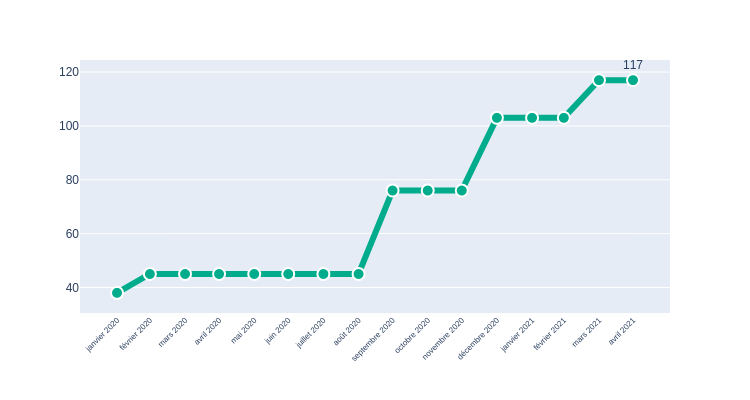 117
120
100
80
60
40
janvier 2020
février 2020
mars 2020
avril 2020
mai 2020
juin 2020
juillet 2020
août 2020
septembre 2020
octobre 2020
novembre 2020
décembre 2020
janvier 2021
février 2021
mars 2021
avril 2021